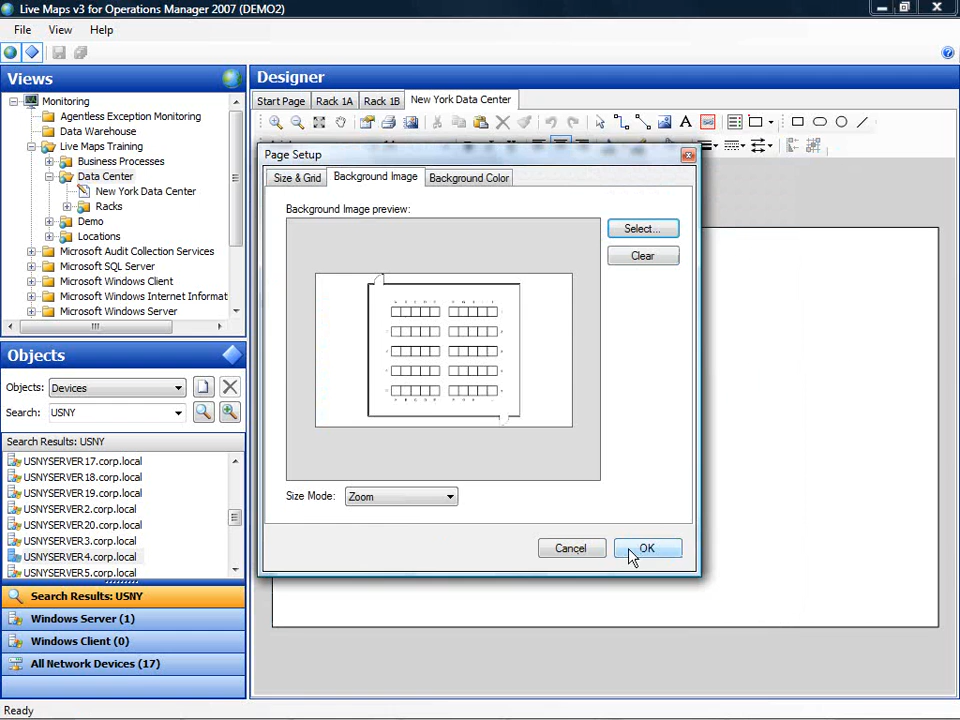 Live Maps v3 for Operations Manager 2007 (DEMO2)
File View Help
Views
Monitoring
Agentless Exception Monitoring
Data Warehouse
Live Maps Training
Business Processes
Data Center
New York Data Center
Racks
Demo
Locations
Microsoft Audit Collection Services
Microsoft SQL Server
Microsoft Windows Client
Microsoft Windows Internet Informat
Microsoft Windows Server
Objects
Objects: Devices
Search: USNY
Search Results: USNY
USNYSERVER17.corp.local
USNYSERVER18.corp.local
USNYSERVER19.corp.local
USNYSERVER2.corp.local
USNYSERVER20.corp.local
USNYSERVER3.corp.local
USNYSERVER4.corp.local
USNYSERVER5.corp.local
Search Results: USNY
Windows Server (1)
Windows Client (0)
All Network Devices (17)
Ready
Designer
Start Page Rack 1A Rack 1B New York Data Center
A
Page Setup
Size & Grid Background Image Background Color
Background Image preview:
Select...
Clear
Size Mode: Zoom
Cancel OK